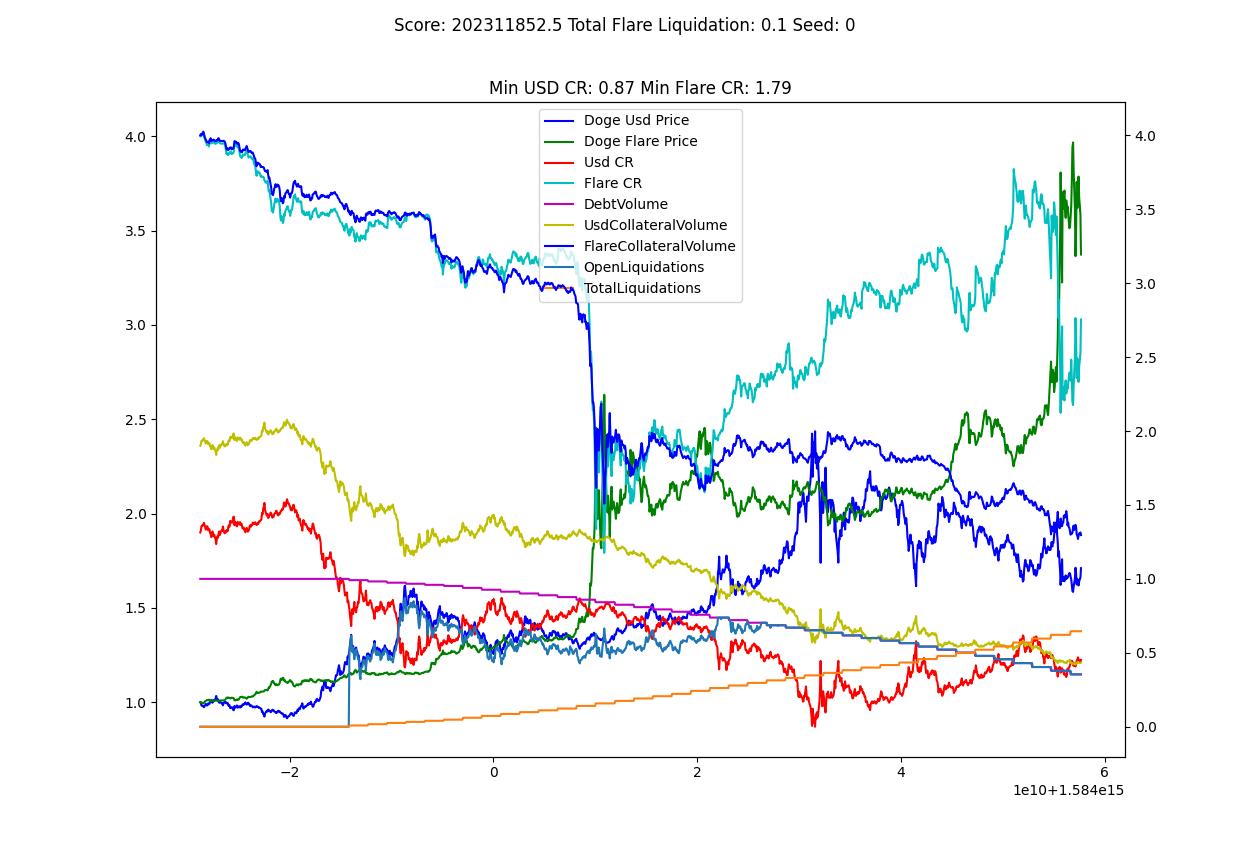 Score: 202311852.5 Total Flare Liquidation: 0.1 Seed: 0
Min USD CR: 0.87 Min Flare CR: 1.79
Doge Usd Price
Doge Flare Price
Usd CR
Flare CR
DebtVolume
UsdCollateralVolume
FlareCollateralVolume
OpenLiquidations
TotalLiquidations
4.0
3.5
3.0
2.5
2.0
1.5
1.0
4.0
3.5
3.0
2.5
2.0
1.5
1.0
0.5
0.0
−2 0 2 4 6
1e10+1.584e15